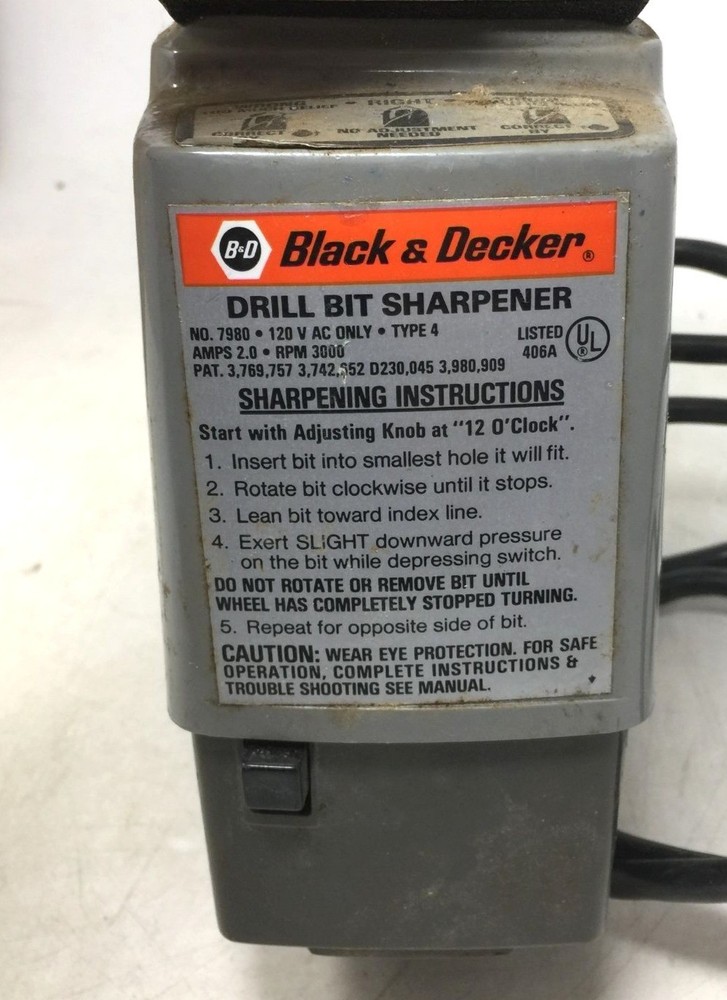 WRONG • RIGHT •
CORRECT NO ADJUSTMENT CORRECT
BY NEEDED BY
B&D Black & Decker®
DRILL BIT SHARPENER
NO. 7980 • 120 V AC ONLY • TYPE 4
AMPS 2.0 • RPM 3000
LISTED
406A
UL®
PAT. 3,769,757 D230,045 3,980,909
SHARPENING INSTRUCTIONS
Start with Adjusting Knob at "12 O'Clock".
1. Insert bit into smallest hole it will fit.
2. Rotate bit clockwise until it stops.
3. Lean bit toward index line.
4. Exert SLIGHT downward pressure
on the bit while depressing switch.
DO NOT ROTATE OR REMOVE BIT UNTIL
WHEEL HAS COMPLETELY STOPPED TURNING.
5. Repeat for opposite side of bit.
CAUTION: WEAR EYE PROTECTION. FOR SAFE
OPERATION, COMPLETE INSTRUCTIONS &
TROUBLE SHOOTING SEE MANUAL.